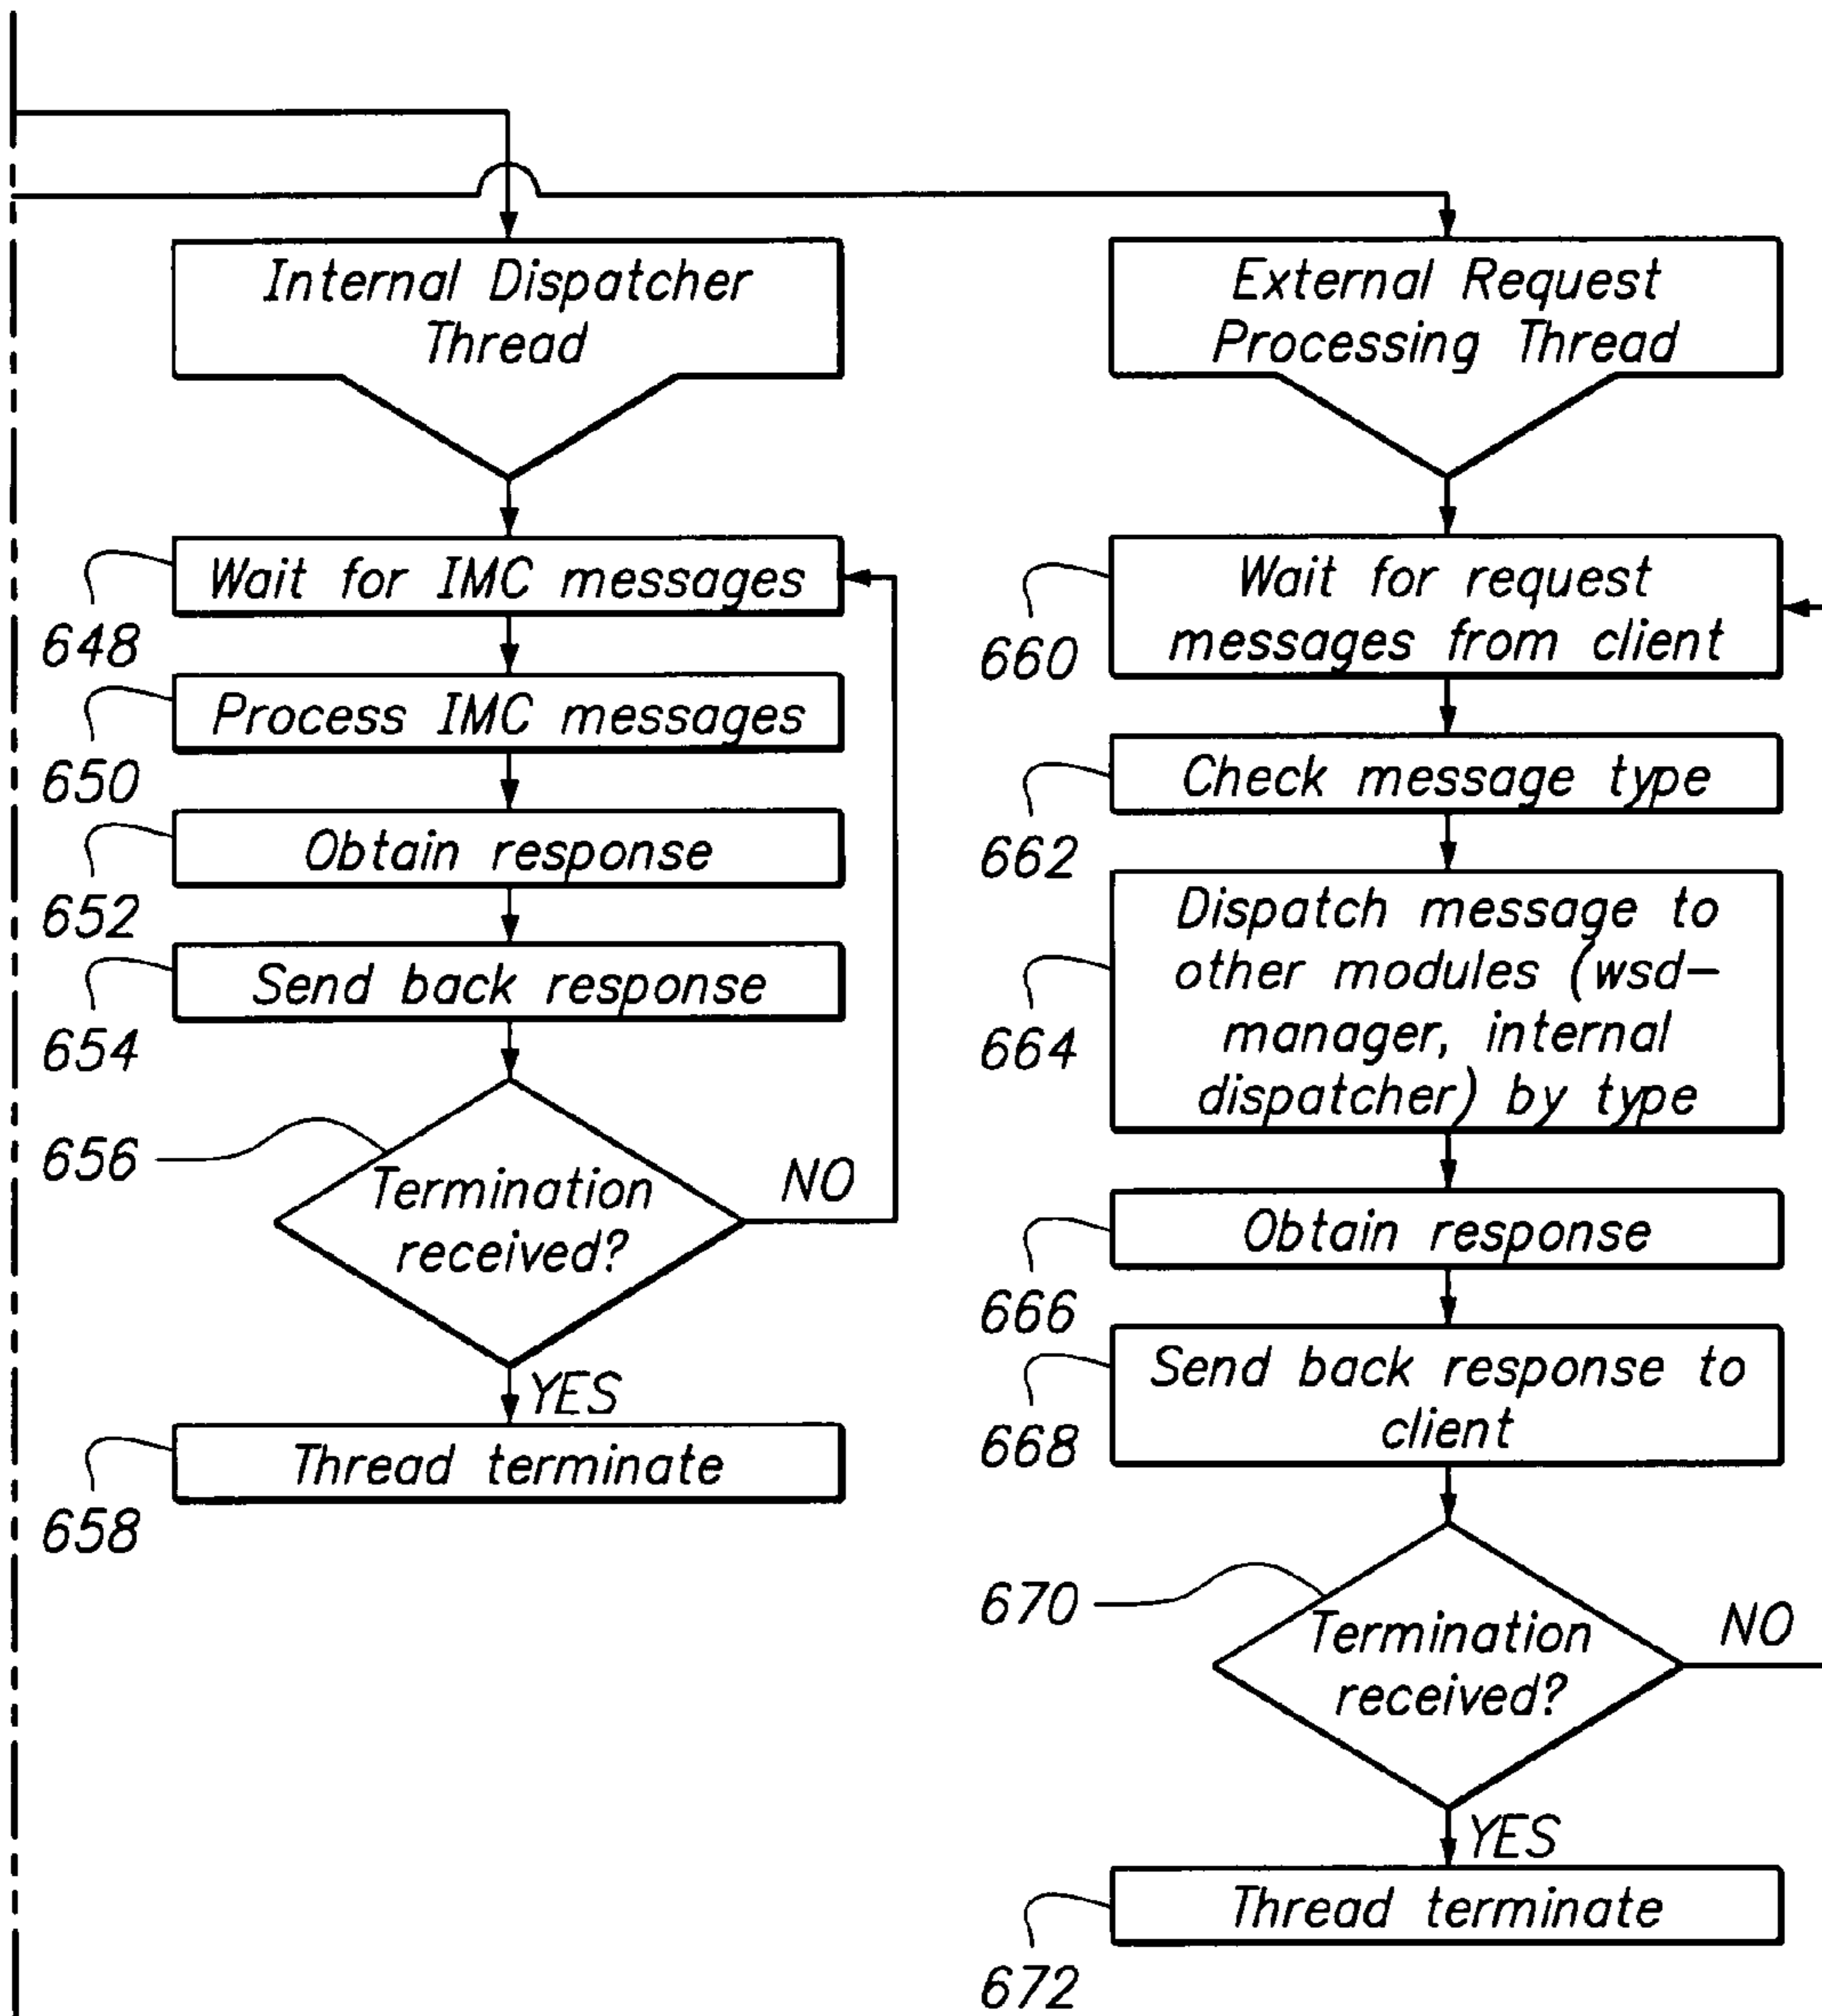 Internal Dispatcher
Thread
Wait for IMC messages
648
Process IMC messages
650
Obtain response
652
Send back response
654
656
Termination
received?
NO
YES
Thread terminate
658
External Request
Processing Thread
Wait for request
messages from client
660
Check message type
662
Dispatch message to
other modules (wsd-
manager, internal
dispatcher) by type
664
Obtain response
666
Send back response to
client
668
670
Termination
received?
NO
YES
Thread terminate
672